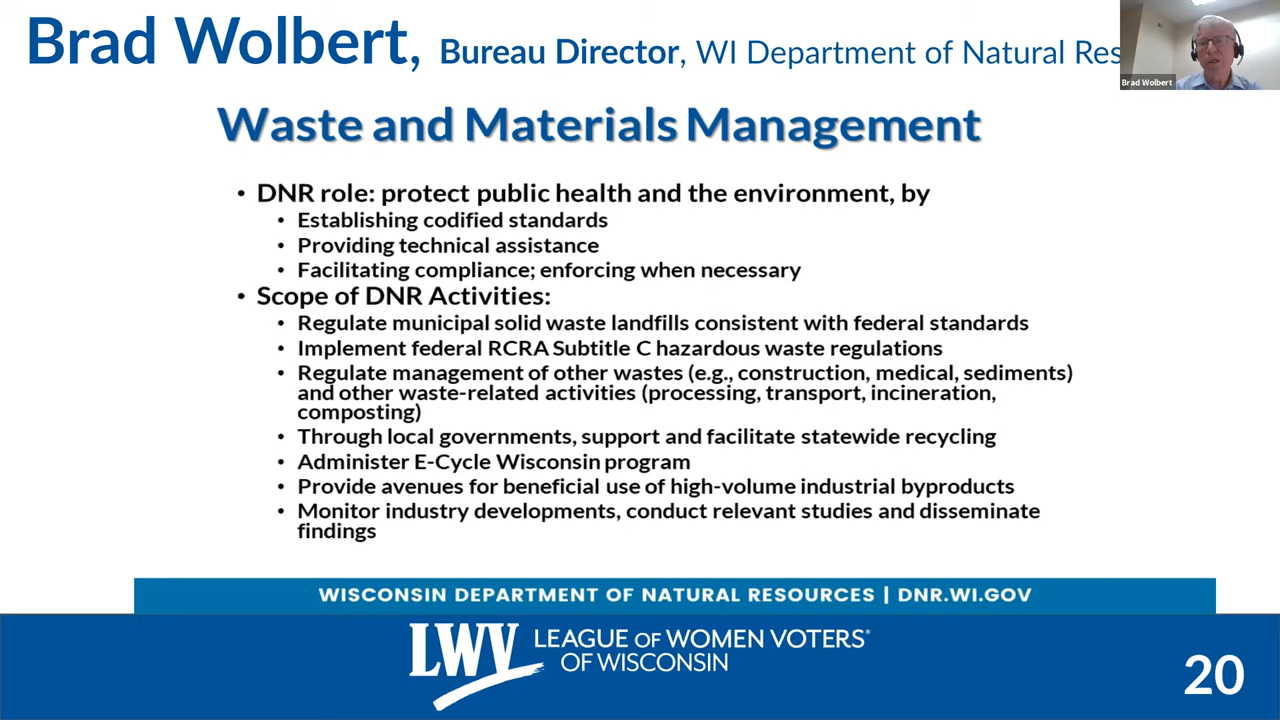 Brad Wolbert, Bureau Director, WI Department of Natural Res
Brad Wolbert
Waste and Materials Management
• DNR role: protect public health and the environment, by
• Establishing codified standards
• Providing technical assistance
• Facilitating compliance; enforcing when necessary
• Scope of DNR Activities:
• Regulate municipal solid waste landfills consistent with federal standards
• Implement federal RCRA Subtitle C hazardous waste regulations
• Regulate management of other wastes (e.g., construction, medical, sediments)
and other waste-related activities (processing, transport, incineration,
composting)
• Through local governments, support and facilitate statewide recycling
• Administer E-Cycle Wisconsin program
• Provide avenues for beneficial use of high-volume industrial byproducts
• Monitor industry developments, conduct relevant studies and disseminate
findings
WISCONSIN DEPARTMENT OF NATURAL RESOURCES | DNR.WI.GOV
LWV LEAGUE OF WOMEN VOTERS®
OF WISCONSIN
20